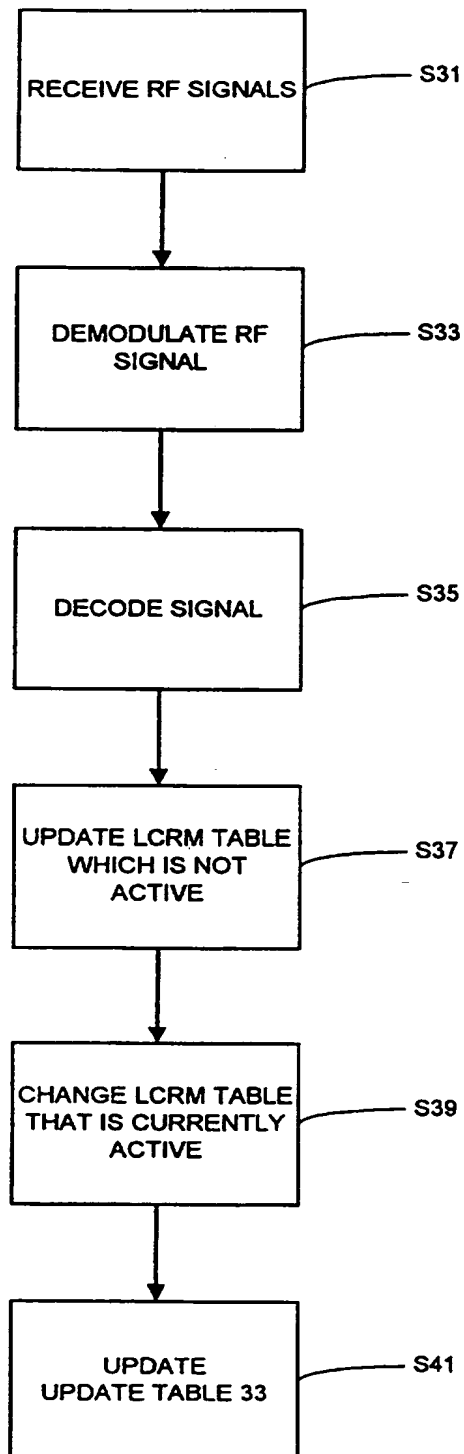 RECEIVE RF SIGNALS
S31
DEMODULATE RF
SIGNAL
S33
DECODE SIGNAL
S35
UPDATE LCRM TABLE
WHICH IS NOT
ACTIVE
S37
CHANGE LCRM TABLE
THAT IS CURRENTLY
ACTIVE
S39
UPDATE
UPDATE TABLE 33
S41